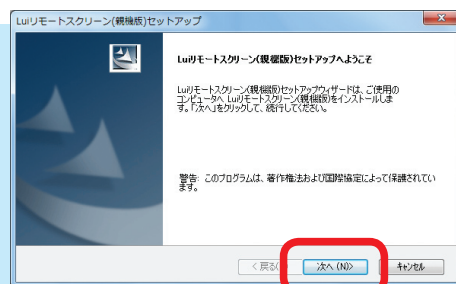 Luiリモートスクリーン(親機版)セットアップ
Luiリモートスクリーン(親機版)セットアップへようこそ
Luiリモートスクリーン(親機版)セットアップウィザードは、ご使用の
コンピュータへ Luiリモートスクリーン(親機版)をインストールしま
す。「次へ」をクリックして、続行してください。
警告: このプログラムは、著作権法および国際協定によって保護されてい
ます。
< 戻る(
次へ (N)>
キャンセル